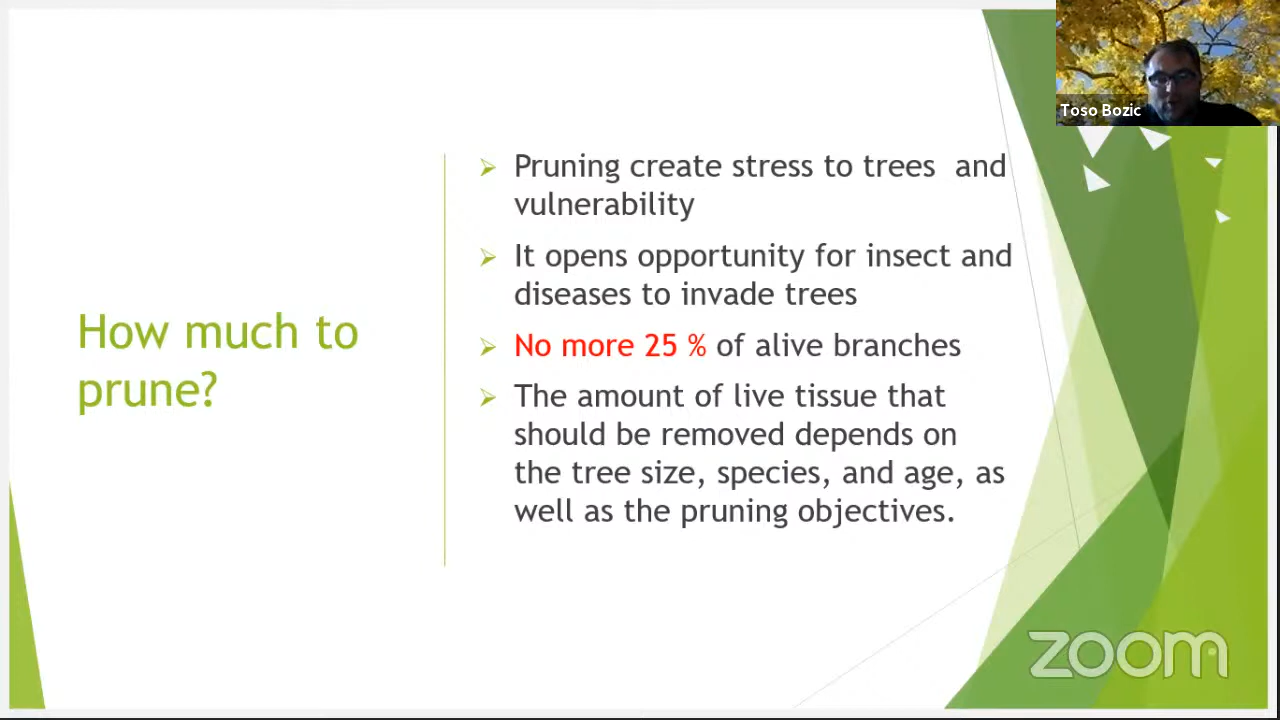 Toso Bozic
How much to
prune?
Pruning create stress to trees  and
vulnerability
It opens opportunity for insect and
diseases to invade trees
No more 25 % of alive branches
The amount of live tissue that
should be removed depends on
the tree size, species, and age, as
well as the pruning objectives.
zoom